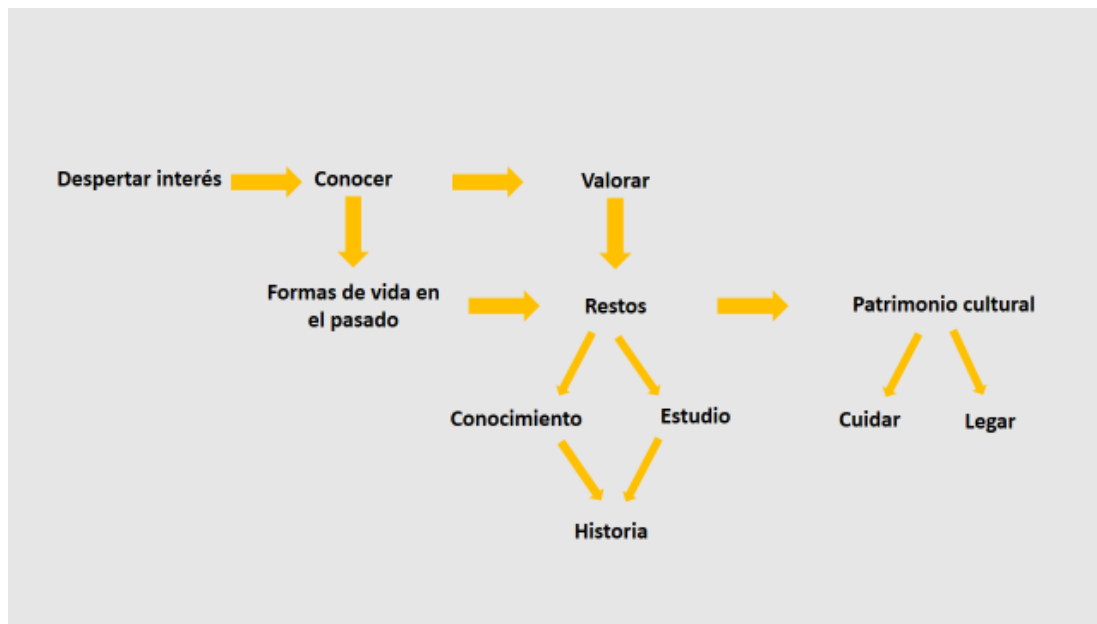 Despertar interés
Conocer
Valorar
Formas de vida en
el pasado
Restos
Patrimonio cultural
Conocimiento
Estudio
Cuidar
Legar
Historia